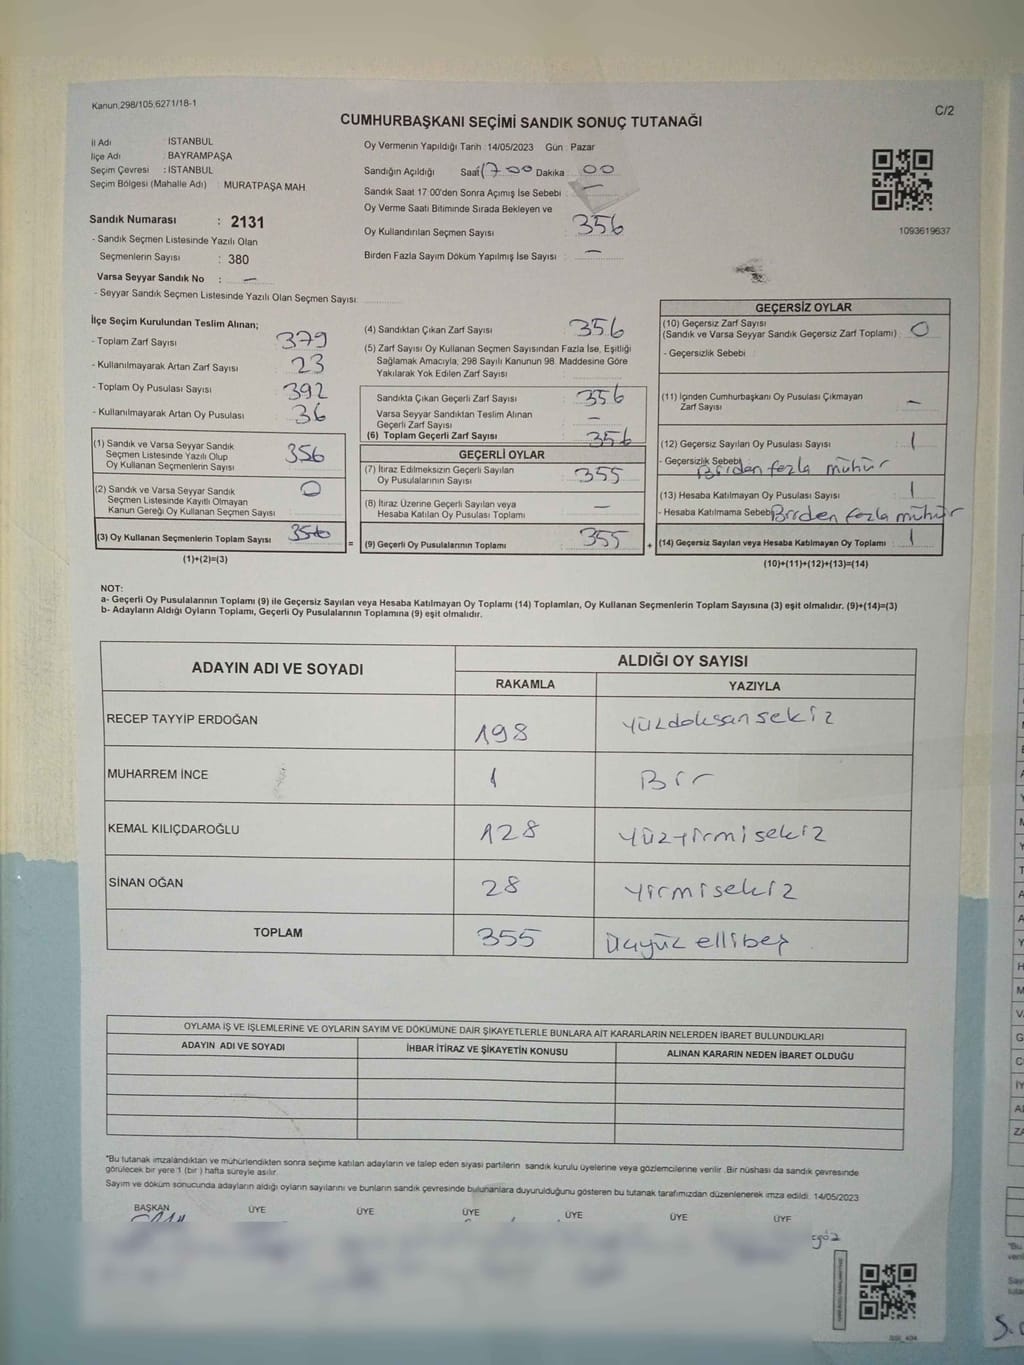 Kanun,298/105,6271/18-1
C/2
CUMHURBAŞKANI SEÇİMİ SANDIK SONUÇ TUTANAĞI
İl Adı İSTANBUL
İlçe Adı : BAYRAMPAŞA
Seçim Çevresi : İSTANBUL
Seçim Bölgesi (Mahalle Adı) : MURATPAŞA MAH.
Sandık Numarası : 2131
- Sandık Seçmen Listesinde Yazılı Olan
Seçmenlerin Sayısı : 380
Varsa Seyyar Sandık No : —
- Seyyar Sandık Seçmen Listesinde Yazılı Olan Seçmen Sayısı:
Oy Vermenin Yapıldığı Tarih :14/05/2023 Gün : Pazar
Sandığın Açıldığı Saat 17 00 Dakika : 00
Sandık Saat 17:00'den Sonra Açımış İse Sebebi : —
Oy Verme Saati Bitiminde Sırada Bekleyen ve
Oy Kullandırılan Seçmen Sayısı : 356
Birden Fazla Sayım Döküm Yapılmış İse Sayısı : —
1093619637
İlçe Seçim Kurulundan Teslim Alınan;
- Toplam Zarf Sayısı : 379
- Kullanılmayarak Artan Zarf Sayısı : 23
- Toplam Oy Pusulası Sayısı : 392
- Kullanılmayarak Artan Oy Pusulası : 36
(1) Sandık ve Varsa Seyyar Sandık
Seçmen Listesinde Yazılı Olup
Oy Kullanan Seçmenlerin Sayısı : 356
(2) Sandık ve Varsa Seyyar Sandık
Seçmen Listesinde Kayıtlı Olmayan
Kanun Gereği Oy Kullanan Seçmen Sayısı : 0
(3) Oy Kullanan Seçmenlerin Toplam Sayısı : 356
(1)+(2)=(3)
(4) Sandıktan Çıkan Zarf Sayısı : 356
(5) Zarf Sayısı Oy Kullanan Seçmen Sayısından Fazla İse, Eşitliği
Sağlamak Amacıyla, 298 Sayılı Kanunun 98. Maddesine Göre
Yakılarak Yok Edilen Zarf Sayısı :
Sandıkta Çıkan Geçerli Zarf Sayısı : 356
Varsa Seyyar Sandıktan Teslim Alınan
Geçerli Zarf Sayısı : —
(6) Toplam Geçerli Zarf Sayısı : 356
GEÇERLİ OYLAR
(7) İtiraz Edilmeksizin Geçerli Sayılan
Oy Pusulalarının Sayısı : 355
(8) İtiraz Üzerine Geçerli Sayılan veya
Hesaba Katılan Oy Pusulası Toplamı : —
= (9) Geçerli Oy Pusulalarının Toplamı : 355
GEÇERSİZ OYLAR
(10) Geçersiz Zarf Sayısı
(Sandık ve Varsa Seyyar Sandık Geçersiz Zarf Toplamı) : 0
- Geçersizlik Sebebi :
(11) İçinden Cumhurbaşkanı Oy Pusulası Çıkmayan
Zarf Sayısı : —
(12) Geçersiz Sayılan Oy Pusulası Sayısı : 1
- Geçersizlik Sebebi Birden fazla mühür
(13) Hesaba Katılmayan Oy Pusulası Sayısı : 1
- Hesaba Katılmama Sebebi Birden fazla mühür
+ (14) Geçersiz Sayılan veya Hesaba Katılmayan Oy Toplamı : 1
(10)+(11)+(12)+(13)=(14)
NOT:
a- Geçerli Oy Pusulalarının Toplamı (9) ile Geçersiz Sayılan veya Hesaba Katılmayan Oy Toplamı (14) Toplamları, Oy Kullanan Seçmenlerin Toplam Sayısına (3) eşit olmalıdır. (9)+(14)=(3)
b- Adayların Aldığı Oyların Toplamı, Geçerli Oy Pusulalarının Toplamına (9) eşit olmalıdır.
ADAYIN ADI VE SOYADI
ALDIĞI OY SAYISI
RAKAMLA YAZIYLA
RECEP TAYYİP ERDOĞAN 198 Yüzdoksansekiz
MUHARREM İNCE 1 Bir
KEMAL KILIÇDAROĞLU 128 Yüzyirmisekiz
SİNAN OĞAN 28 Yirmisekiz
TOPLAM 355 Üçyüz ellibeş
OYLAMA İŞ VE İŞLEMLERİNE VE OYLARIN SAYIM VE DÖKÜMÜNE DAİR ŞİKAYETLERLE BUNLARA AİT KARARLARIN NELERDEN İBARET BULUNDUKLARI
ADAYIN ADI VE SOYADI İHBAR İTİRAZ VE ŞİKAYETİN KONUSU ALINAN KARARIN NEDEN İBARET OLDUĞU
*Bu tutanak imzalandıktan ve mühürlendikten sonra seçime katılan adayların ve talep eden siyasi partilerin sandık kurulu üyelerine veya gözlemcilerine verilir. Bir nüshası da sandık çevresinde
görülecek bir yere 1 (bir ) hafta süreyle asılır.
Sayım ve döküm sonucunda adayların aldığı oyların sayılarını ve bunların sandık çevresinde bulunanlara duyurulduğunu gösteren bu tutanak tarafımızdan düzenlenerek imza edildi. 14/05/2023
BAŞKAN ÜYE ÜYE ÜYE ÜYE ÜYE ÜYE